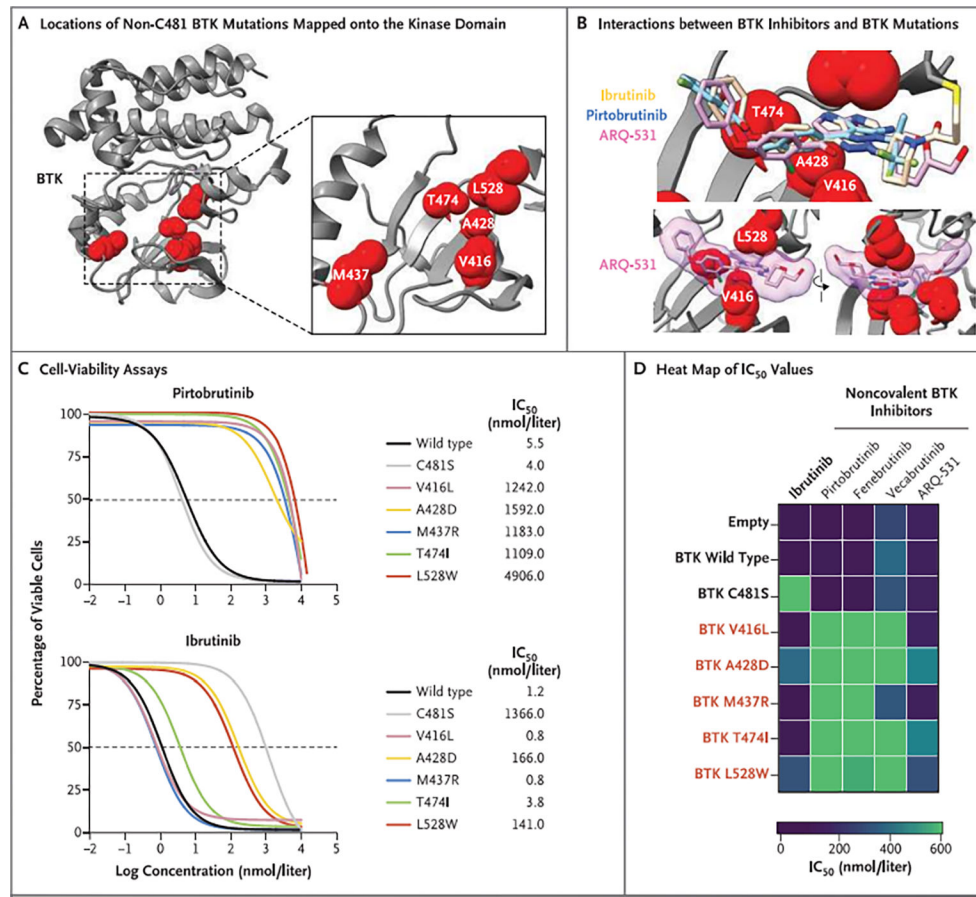 A Locations of Non-C481 BTK Mutations Mapped onto the Kinase Domain
BTK
T474
L528
A428
V416
M437
B Interactions between BTK Inhibitors and BTK Mutations
Ibrutinib
Pirtobrutinib
ARQ-531
T474
A428
V416
ARQ-531
L528
V416
C Cell-Viability Assays
Percentage of Viable Cells
Pirtobrutinib
100
75
50
25
0
−2 −1 0 1 2 3 4 5
IC50
(nmol/liter)
Wild type 5.5
C481S 4.0
V416L 1242.0
A428D 1592.0
M437R 1183.0
T474I 1109.0
L528W 4906.0
Ibrutinib
100
75
50
25
0
−2 −1 0 1 2 3 4 5
Log Concentration (nmol/liter)
IC50
(nmol/liter)
Wild type 1.2
C481S 1366.0
V416L 0.8
A428D 166.0
M437R 0.8
T474I 3.8
L528W 141.0
D Heat Map of IC50 Values
Noncovalent BTK
Inhibitors
Ibrutinib
Pirtobrutinib
Fenebrutinib
Vecabrutinib
ARQ-531
Empty
BTK Wild Type
BTK C481S
BTK V416L
BTK A428D
BTK M437R
BTK T474I
BTK L528W
0 200 400 600
IC50 (nmol/liter)